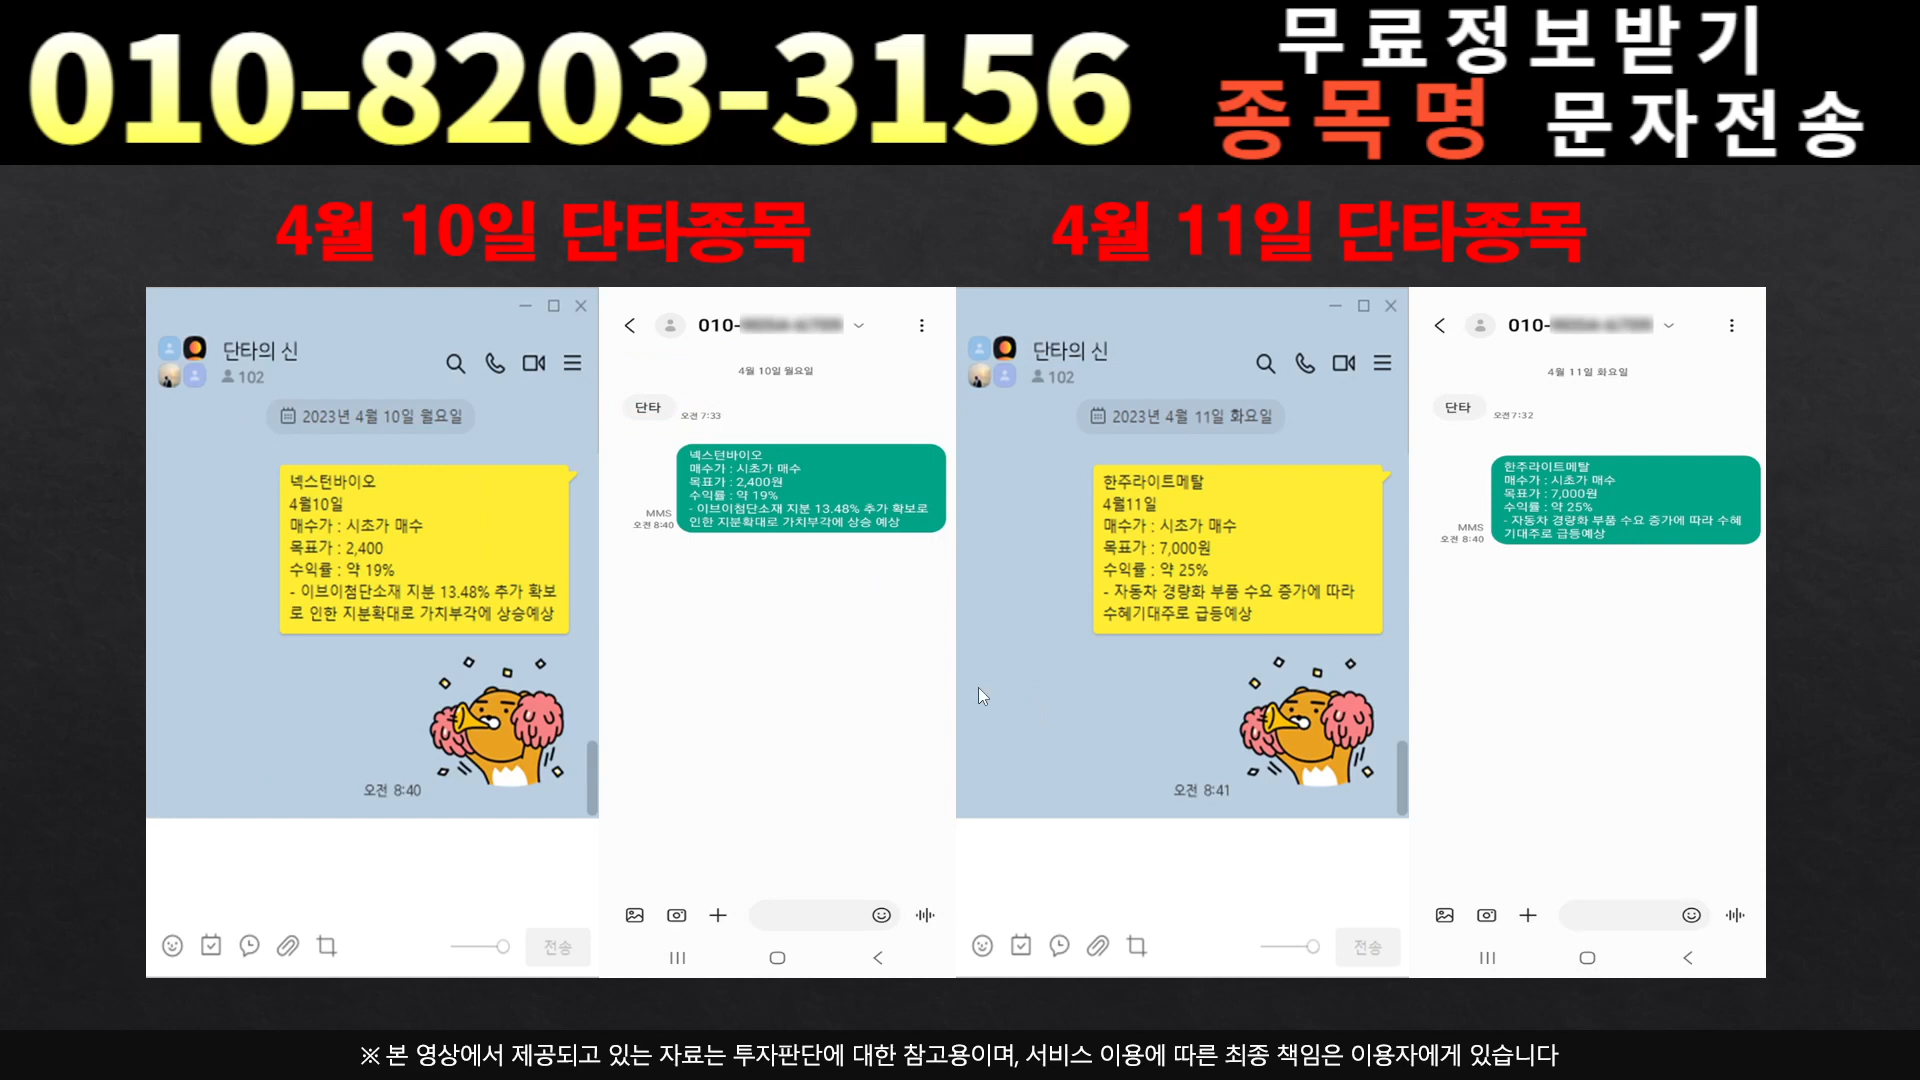 010-8203-3156
무료정보받기
종목명 문자전송
4월 10일 단타종목
4월 11일 단타종목
단타의 신
102
2023년 4월 10일 월요일
넥스턴바이오
4월10일
매수가 : 시초가 매수
목표가 : 2,400
수익률 : 약 19%
- 이브이첨단소재 지분 13.48% 추가 확보
로 인한 지분확대로 가치부각에 상승예상
오전 8:40
전송
010-
4월 10일 월요일
단타
오전 7:33
넥스턴바이오
매수가 : 시초가 매수
목표가 : 2,400원
수익률 : 약 19%
- 이브이첨단소재 지분 13.48% 추가 확보로
인한 지분확대로 가치부각에 상승 예상
MMS
오전 8:40
단타의 신
102
2023년 4월 11일 화요일
한주라이트메탈
4월11일
매수가 : 시초가 매수
목표가 : 7,000원
수익률 : 약 25%
- 자동차 경량화 부품 수요 증가에 따라
수혜기대주로 급등예상
오전 8:41
전송
010-
4월 11일 화요일
단타
오전 7:32
한주라이트메탈
매수가 : 시초가 매수
목표가 : 7,000원
수익률 : 약 25%
- 자동차 경량화 부품 수요 증가에 따라 수혜
기대주로 급등예상
MMS
오전 8:40
※ 본 영상에서 제공되고 있는 자료는 투자판단에 대한 참고용이며, 서비스 이용에 따른 최종 책임은 이용자에게 있습니다